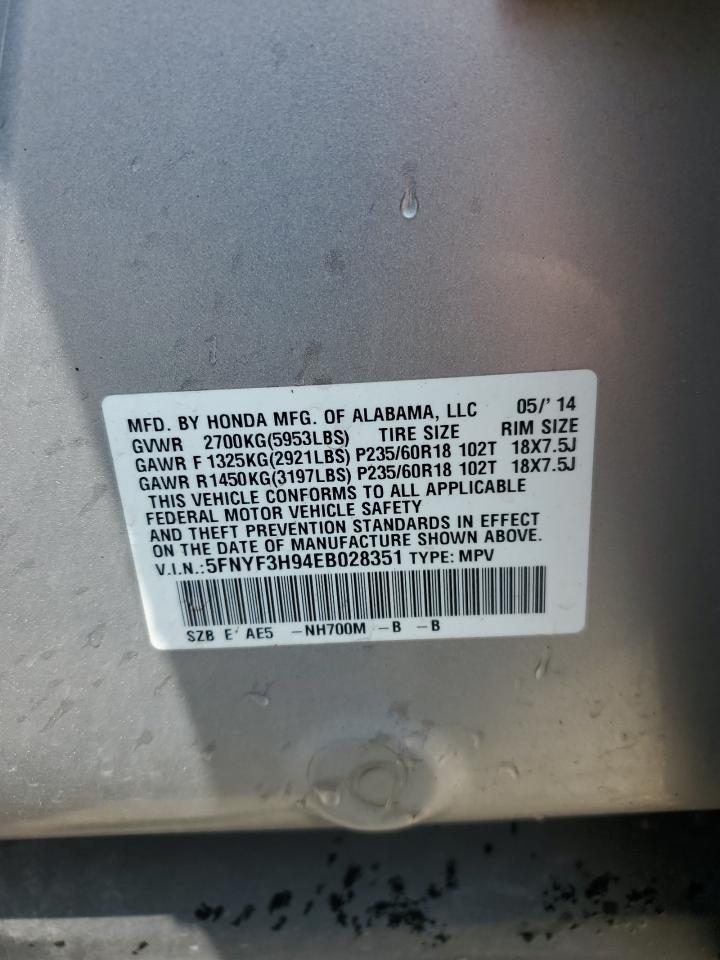 MFD. BY HONDA MFG. OF ALABAMA, LLC 05/' 14
GVWR 2700KG(5953LBS) TIRE SIZE RIM SIZE
GAWR F 1325KG(2921LBS) P235/60R18 102T 18X7.5J
GAWR R1450KG(3197LBS) P235/60R18 102T 18X7.5J
THIS VEHICLE CONFORMS TO ALL APPLICABLE
FEDERAL MOTOR VEHICLE SAFETY
AND THEFT PREVENTION STANDARDS IN EFFECT
ON THE DATE OF MANUFACTURE SHOWN ABOVE.
V.I.N.:5FNYF3H94EB028351 TYPE: MPV
SZB E AE5 -NH700M -B -B